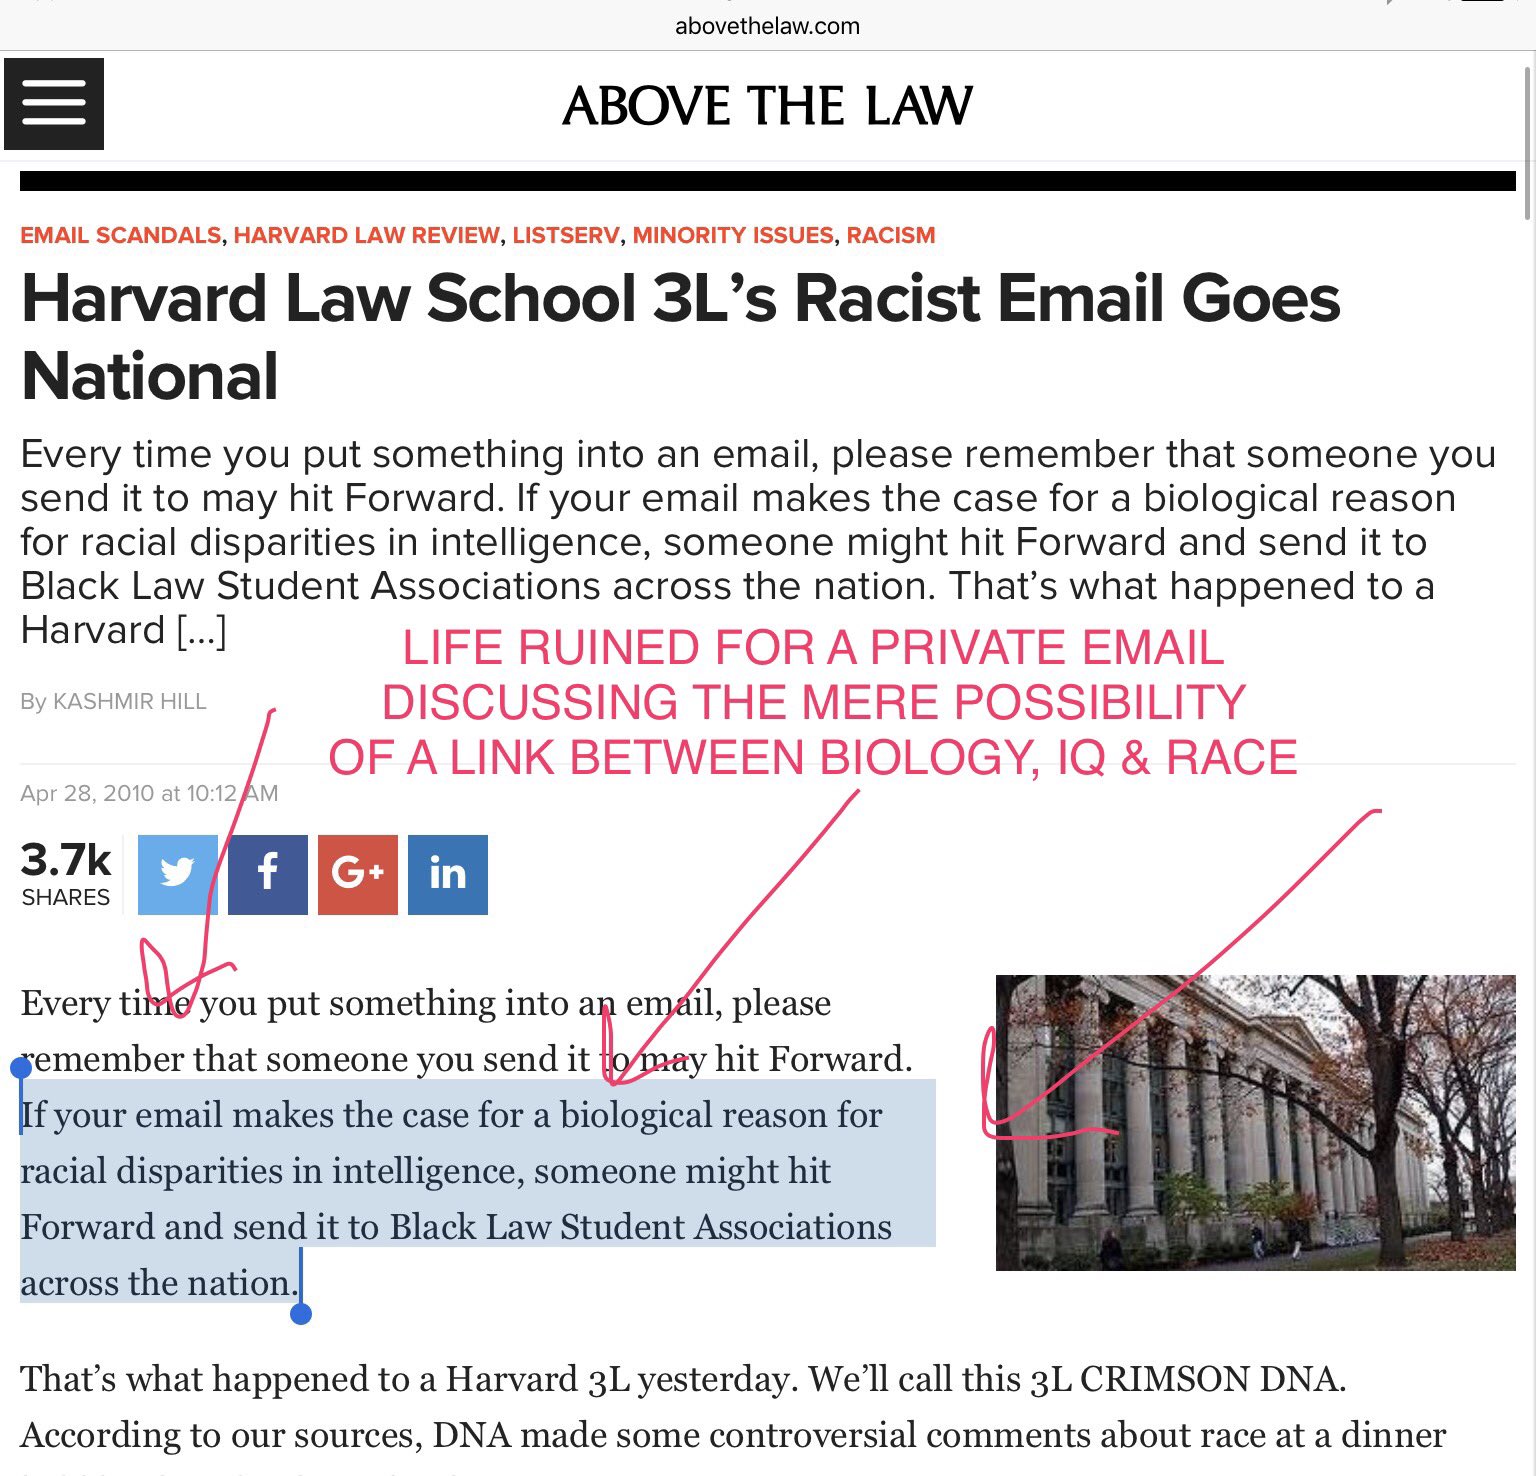 abovethelaw.com
ABOVE THE LAW
EMAIL SCANDALS, HARVARD LAW REVIEW, LISTSERV, MINORITY ISSUES, RACISM
Harvard Law School 3L’s Racist Email Goes
National
Every time you put something into an email, please remember that someone you
send it to may hit Forward. If your email makes the case for a biological reason
for racial disparities in intelligence, someone might hit Forward and send it to
Black Law Student Associations across the nation. That’s what happened to a
Harvard [...]
LIFE RUINED FOR A PRIVATE EMAIL
DISCUSSING THE MERE POSSIBILITY
OF A LINK BETWEEN BIOLOGY, IQ & RACE
By KASHMIR HILL
Apr 28, 2010 at 10:12 AM
3.7k
SHARES
f
G+
in
Every time you put something into an email, please
remember that someone you send it to may hit Forward.
If your email makes the case for a biological reason for
racial disparities in intelligence, someone might hit
Forward and send it to Black Law Student Associations
across the nation.
That’s what happened to a Harvard 3L yesterday. We’ll call this 3L CRIMSON DNA.
According to our sources, DNA made some controversial comments about race at a dinner